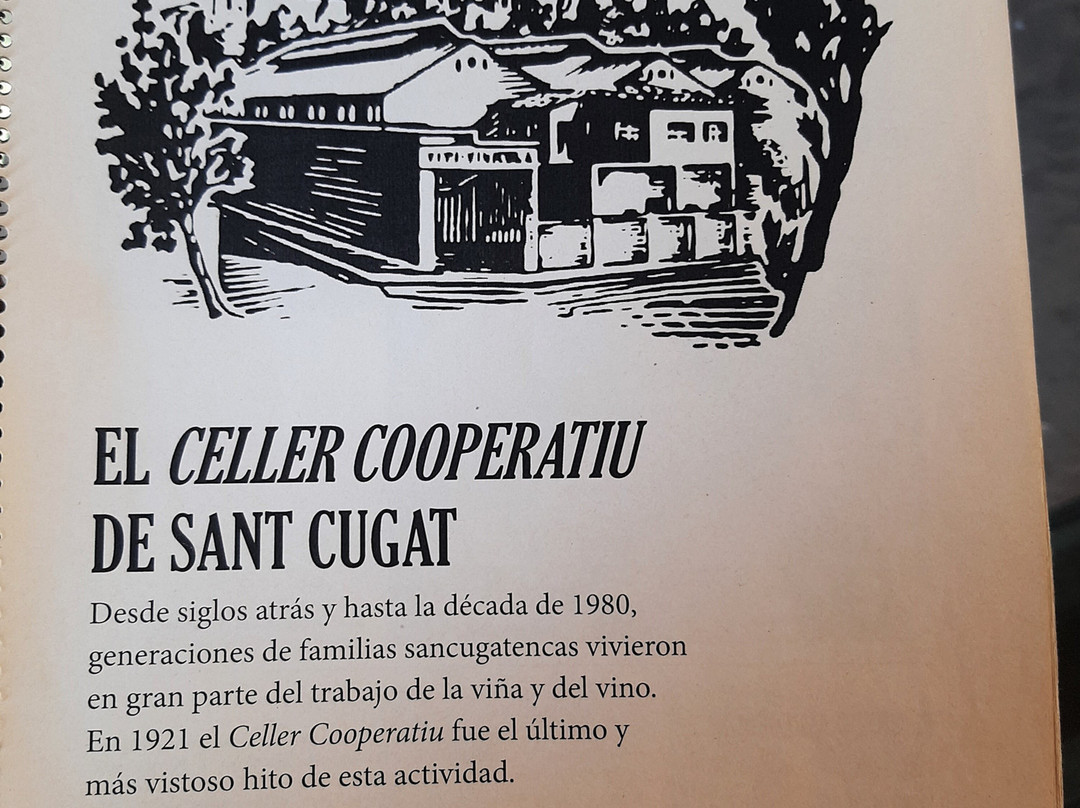 EL CELLER COOPERATIU
DE SANT CUGAT
Desde siglos atrás y hasta la década de 1980,
generaciones de familias sancugatencas vivieron
en gran parte del trabajo de la viña y del vino.
En 1921 el Celler Cooperatiu fue el último y
más vistoso hito de esta actividad.